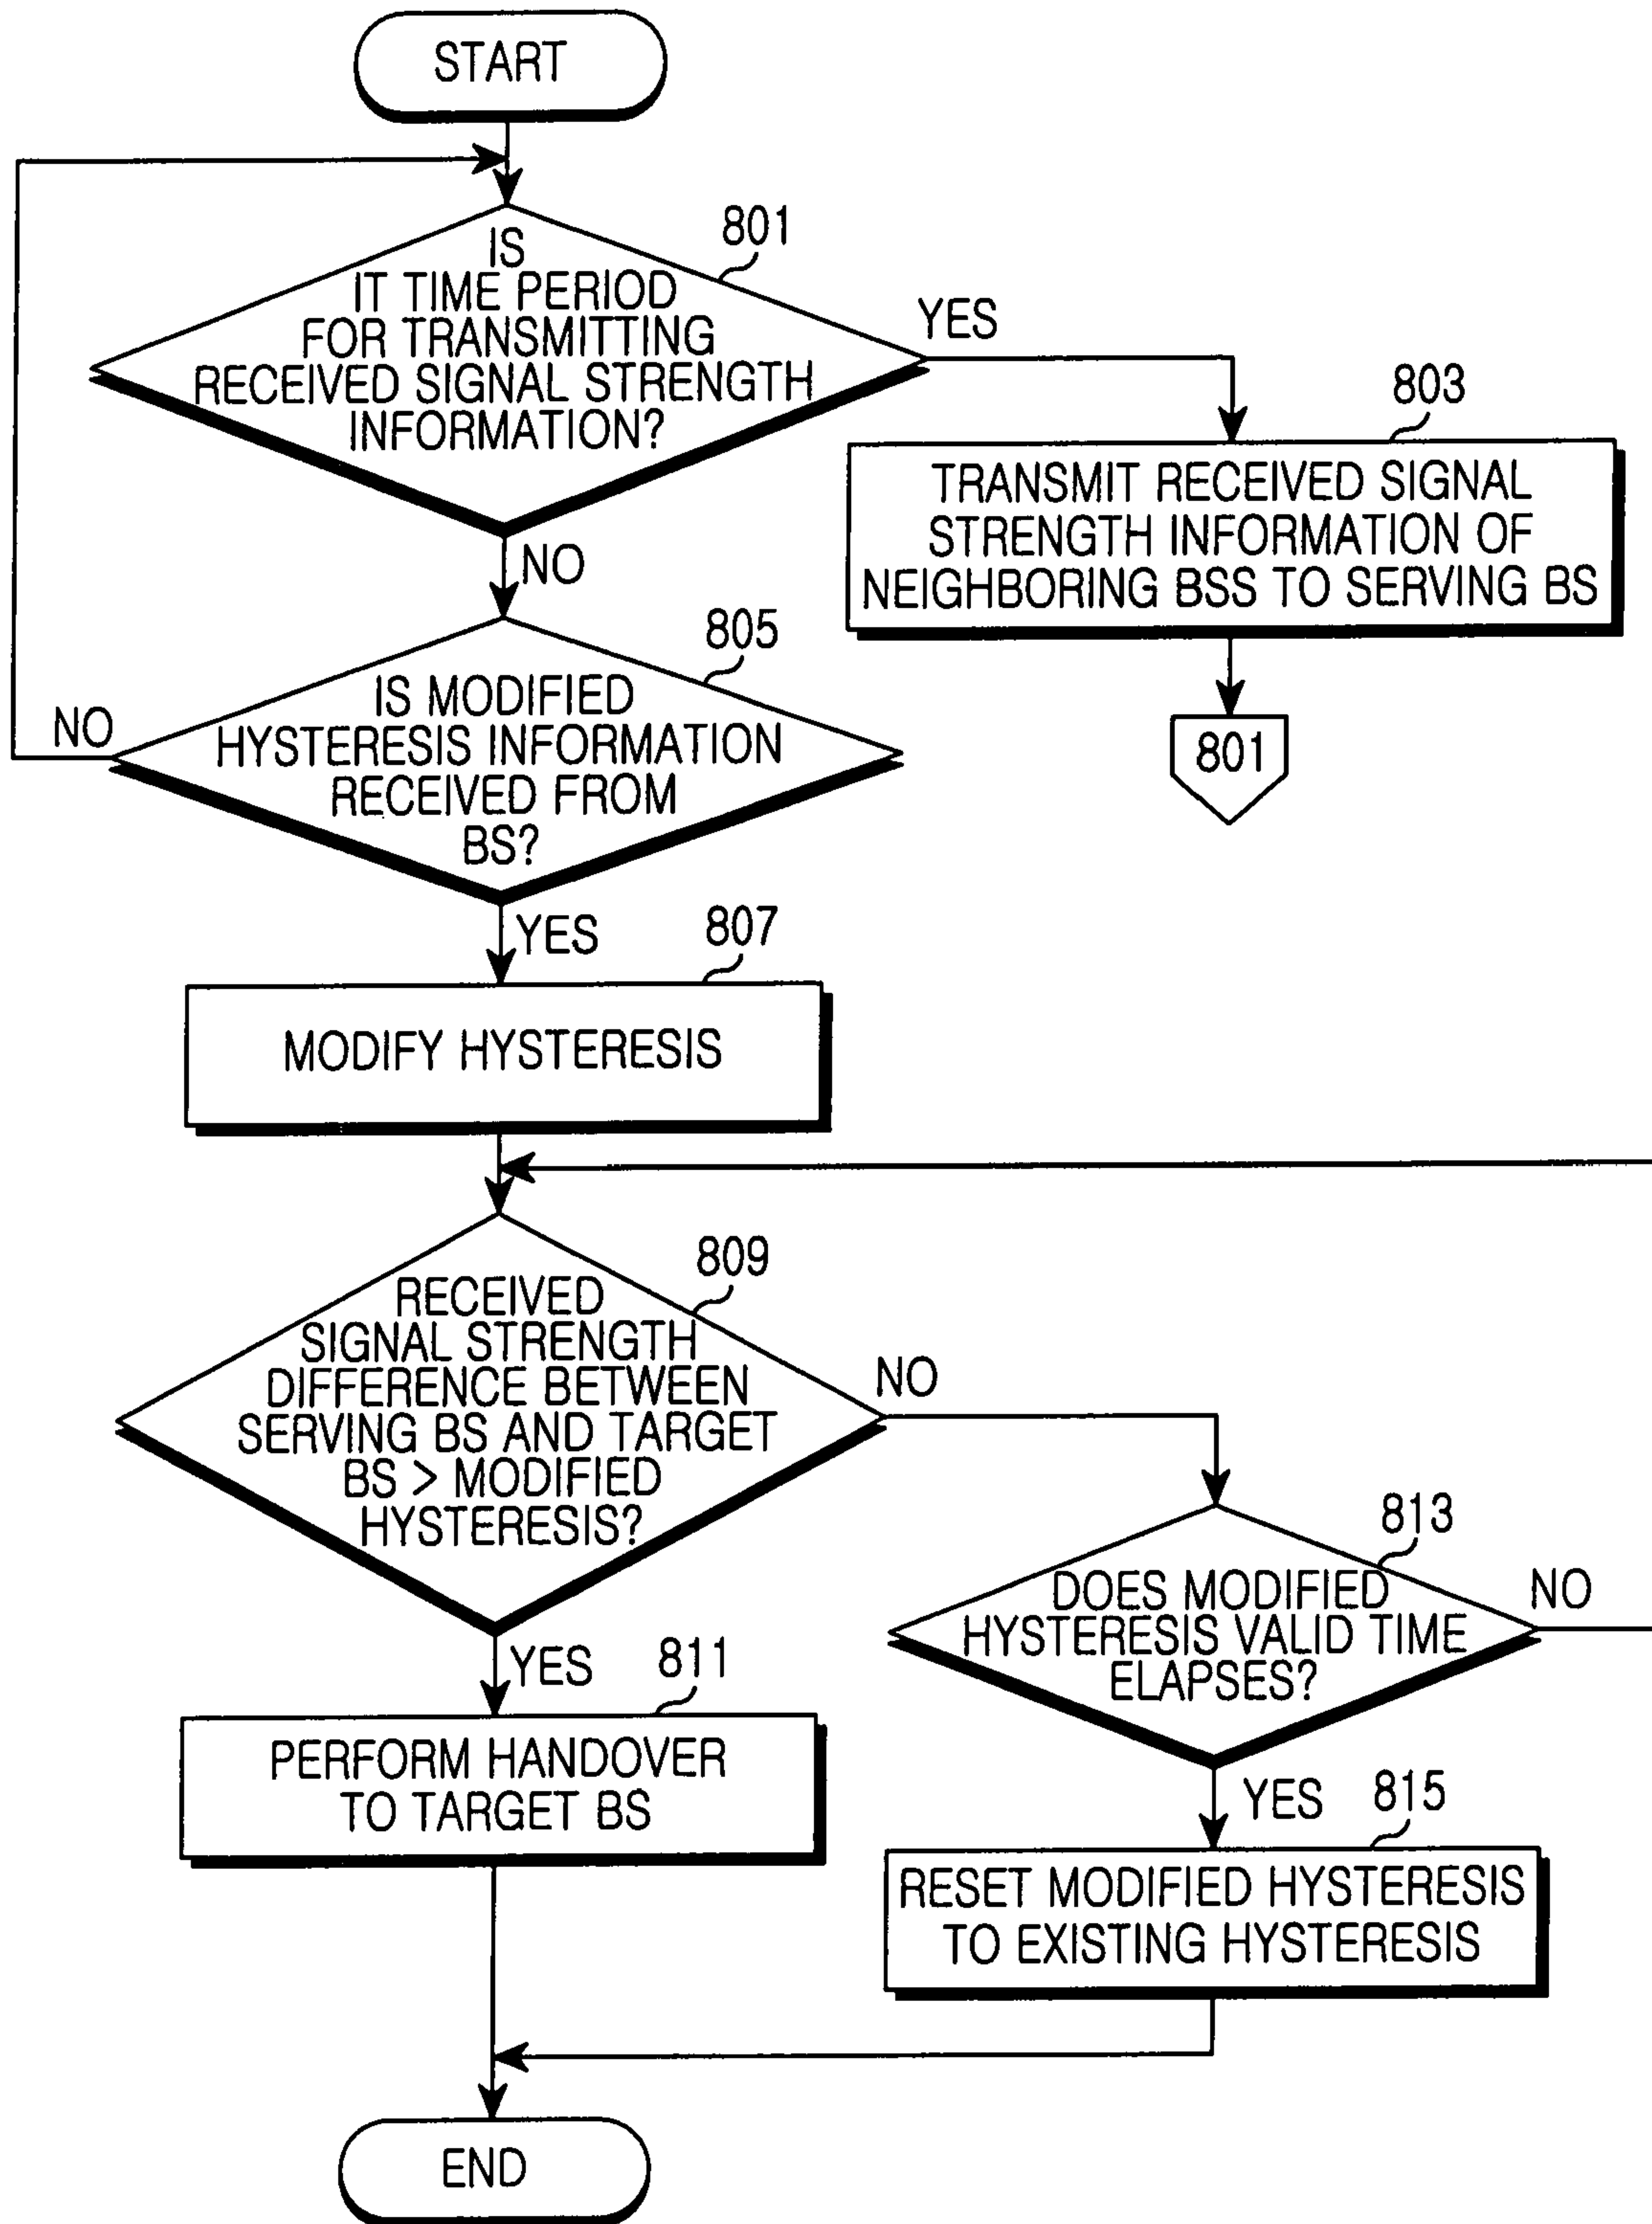 START
801
IS
IT TIME PERIOD
FOR TRANSMITTING
RECEIVED SIGNAL STRENGTH
INFORMATION?
YES
803
TRANSMIT RECEIVED SIGNAL
STRENGTH INFORMATION OF
NEIGHBORING BSS TO SERVING BS
801
NO
805
IS MODIFIED
HYSTERESIS INFORMATION
RECEIVED FROM
BS?
NO
YES
807
MODIFY HYSTERESIS
809
RECEIVED
SIGNAL STRENGTH
DIFFERENCE BETWEEN
SERVING BS AND TARGET
BS > MODIFIED
HYSTERESIS?
NO
813
DOES MODIFIED
HYSTERESIS VALID TIME
ELAPSES?
NO
YES
811
PERFORM HANDOVER
TO TARGET BS
YES
815
RESET MODIFIED HYSTERESIS
TO EXISTING HYSTERESIS
END